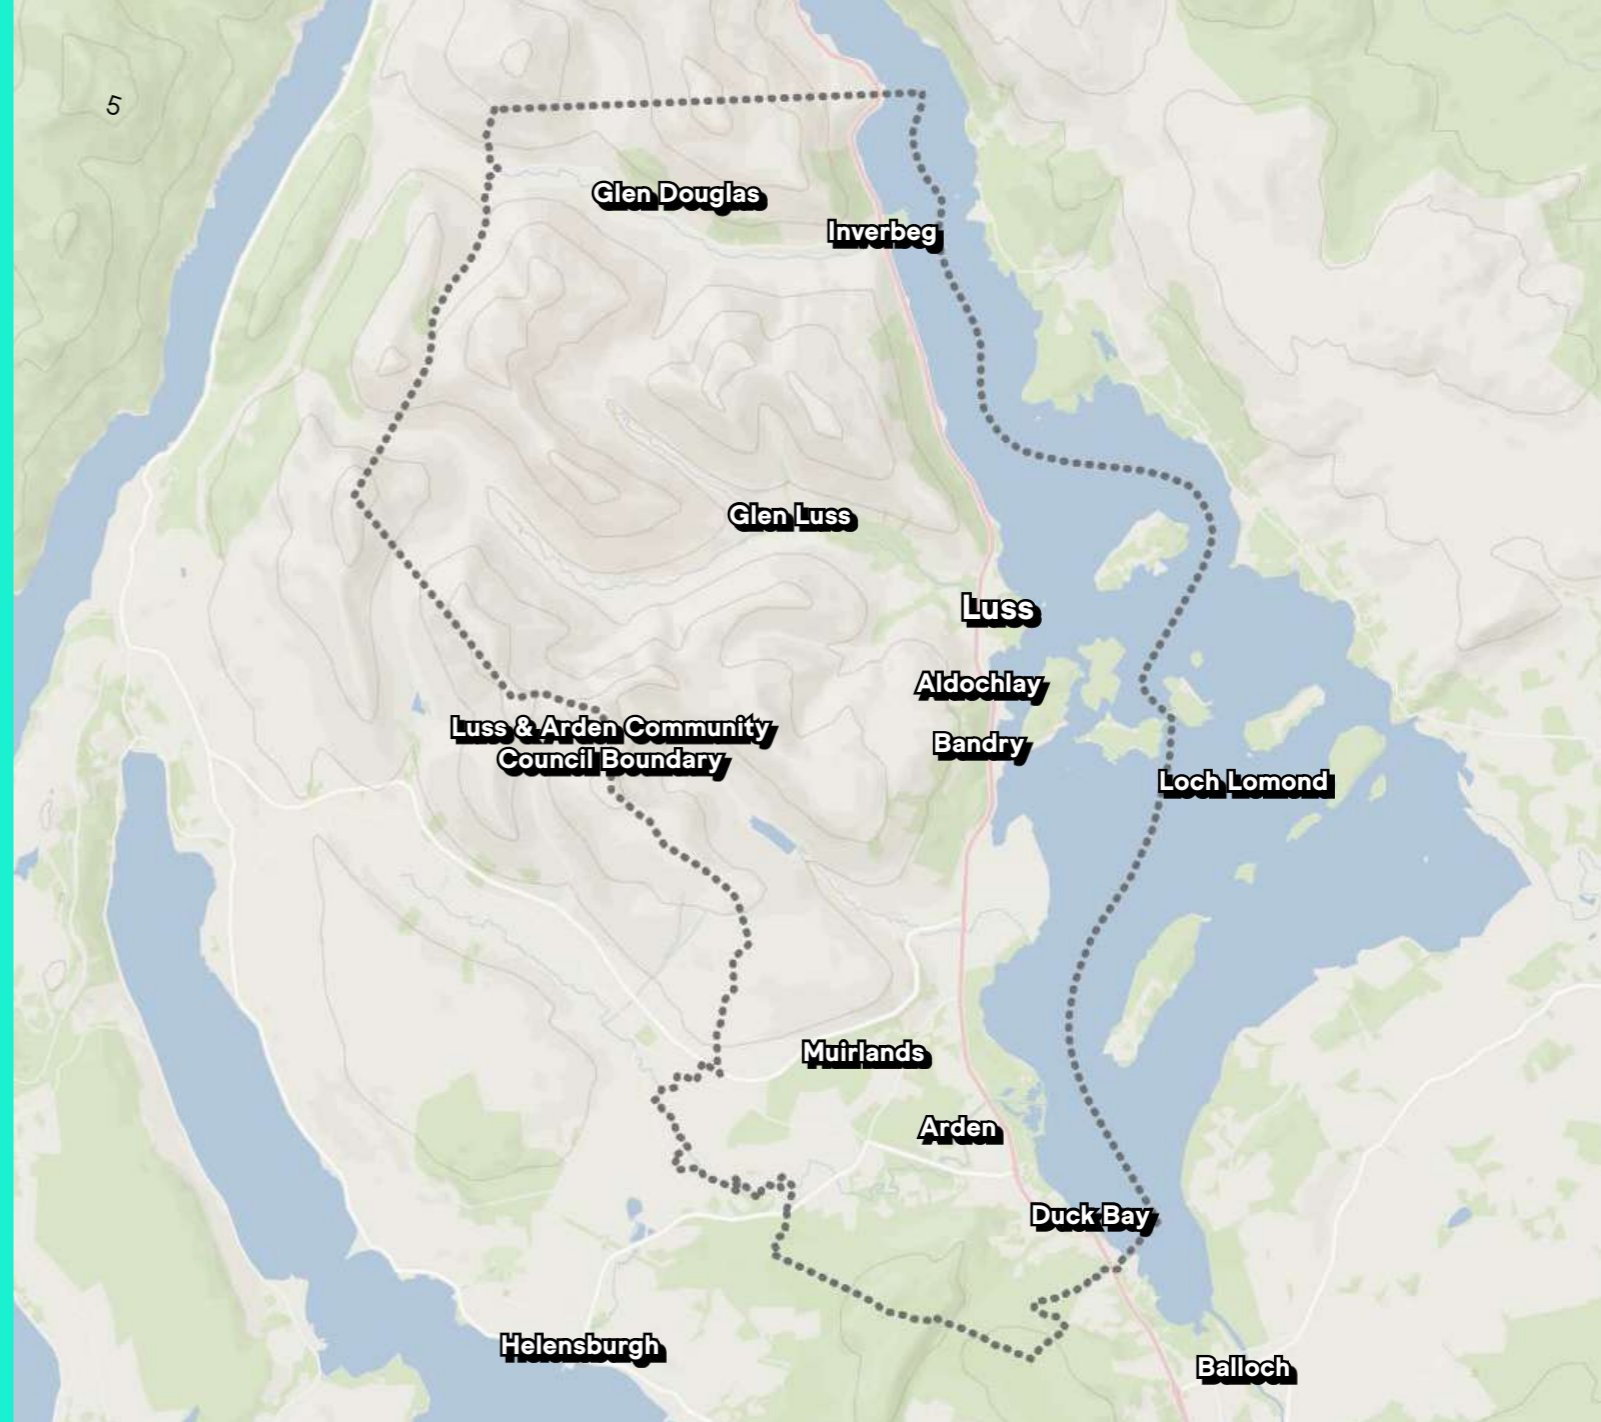 5
Glen Douglas
Inverbeg
Glen Luss
Luss
Aldochlay
Luss & Arden Community
Council Boundary
Bandry
Loch Lomond
Muirlands
Arden
Duck Bay
Helensburgh
Balloch